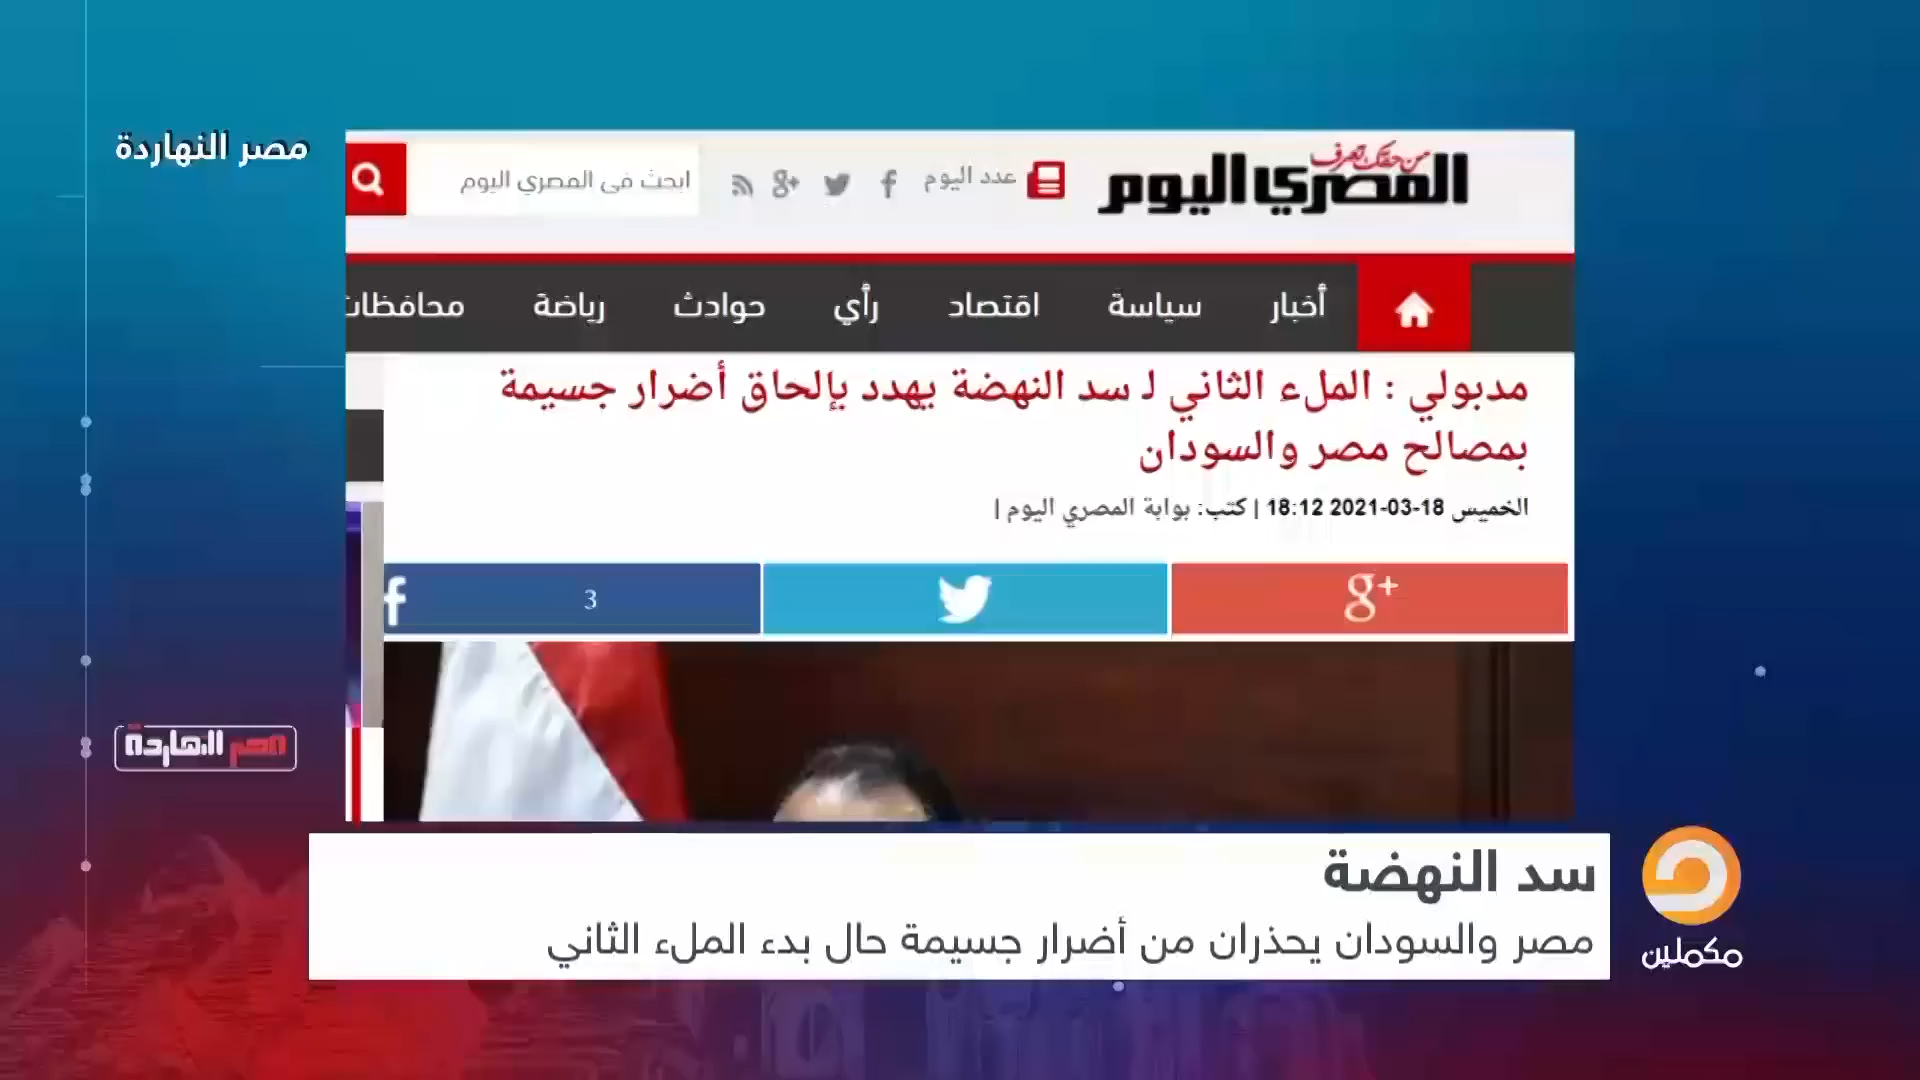 مصر النهاردة
من حقك تعرف
المصري اليوم
عدد اليوم
ابحث في المصري اليوم
أخبار سياسة اقتصاد رأي حوادث رياضة محافظات
مدبولي : الملء الثاني لـ سد النهضة يهدد بإلحاق أضرار جسيمة
بمصالح مصر والسودان
الخميس 18-03-2021 18:12 | كتب: بوابة المصري اليوم |
3
g+
مصر النهاردة
سد النهضة
مصر والسودان يحذران من أضرار جسيمة حال بدء الملء الثاني
مكملين